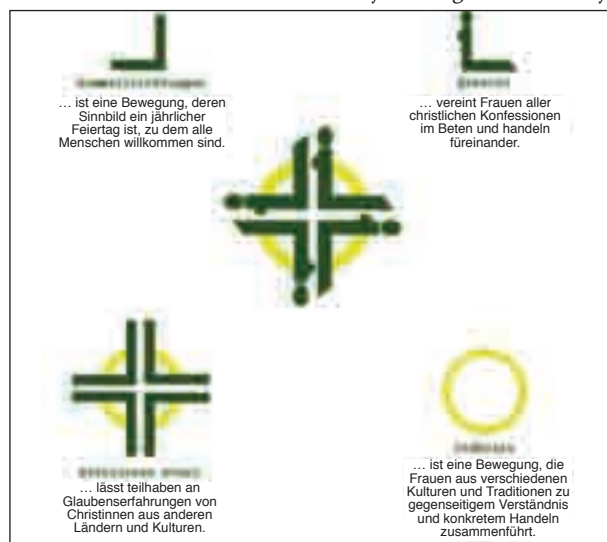 … ist eine Bewegung, deren
Sinnbild ein jährlicher
Feiertag ist, zu dem alle
Menschen willkommen sind.
… vereint Frauen aller
christlichen Konfessionen
im Beten und handeln
füreinander.
… lässt teilhaben an
Glaubenserfahrungen von
Christinnen aus anderen
Ländern und Kulturen.
… ist eine Bewegung, die
Frauen aus verschiedenen
Kulturen und Traditionen zu
gegenseitigem Verständnis
und konkretem Handeln
zusammenführt.